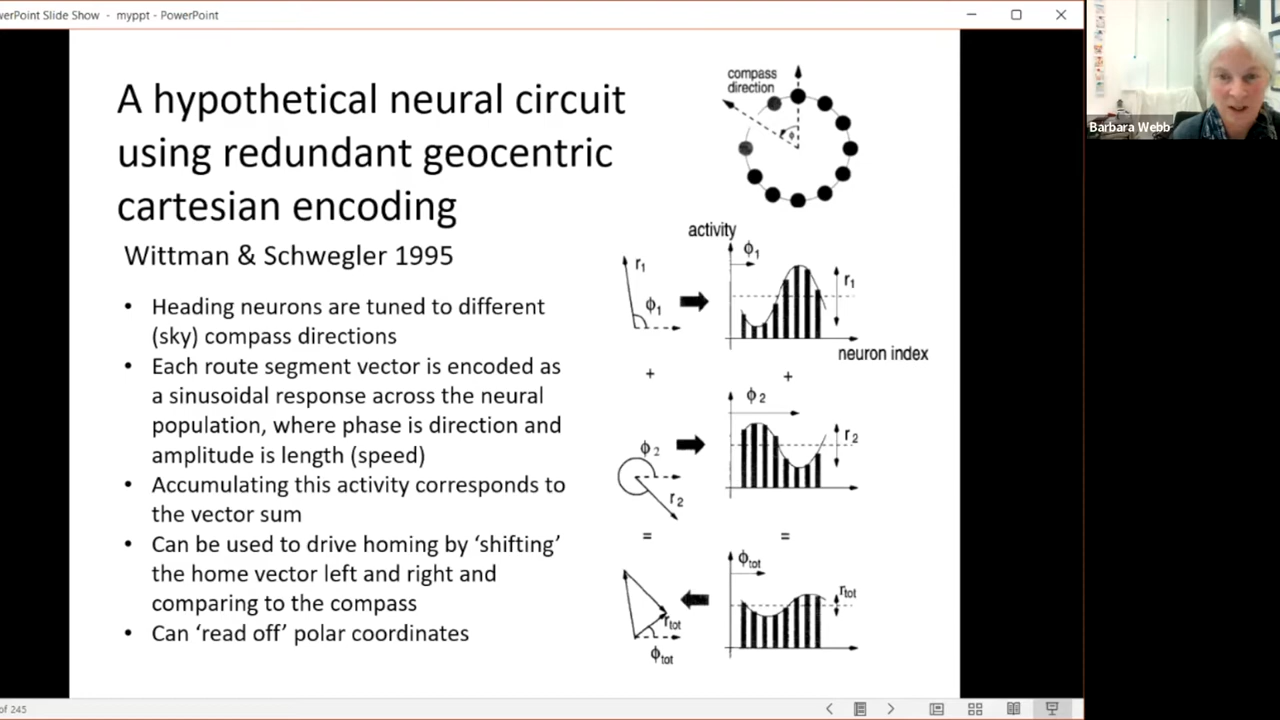 werPoint Slide Show - myppt - PowerPoint
A hypothetical neural circuit
using redundant geocentric
cartesian encoding
Wittman & Schwegler 1995
• Heading neurons are tuned to different
(sky) compass directions
• Each route segment vector is encoded as
a sinusoidal response across the neural
population, where phase is direction and
amplitude is length (speed)
• Accumulating this activity corresponds to
the vector sum
• Can be used to drive homing by ‘shifting’
the home vector left and right and
comparing to the compass
• Can ‘read off’ polar coordinates
compass
direction
ϕ
activity
r1
ϕ1
ϕ1
r1
neuron index
+
+
ϕ2
r2
ϕ2
r2
=
=
rtot
ϕtot
ϕtot
rtot
Barbara Webb
of 245